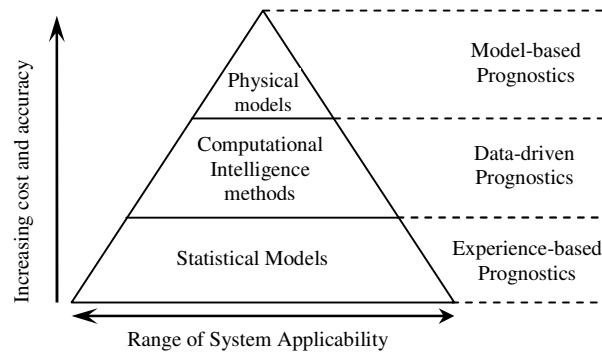 Model-based
Prognostics
Physical
models
Computational
Intelligence
methods
Data-driven
Prognostics
Statistical Models
Experience-based
Prognostics
Increasing cost and accuracy
Range of System Applicability